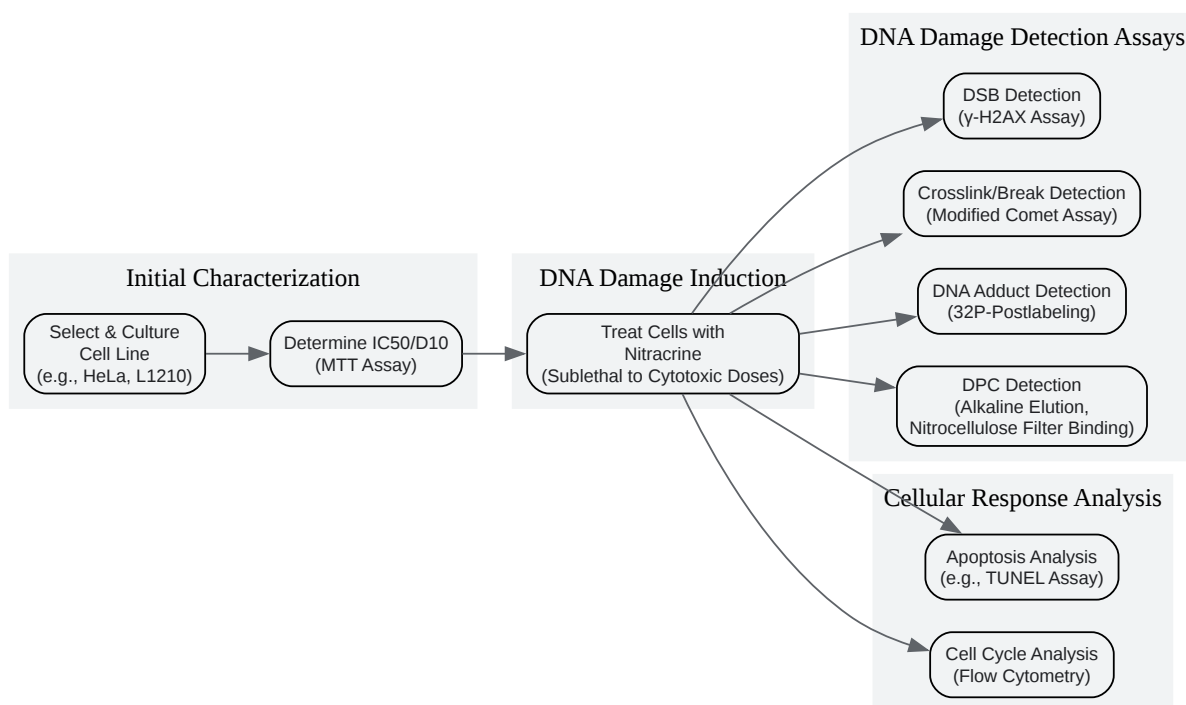 Initial Characterization
Select & Culture
Cell Line
(e.g., HeLa, L1210)
Determine IC50/D10
(MTT Assay)
DNA Damage Induction
Treat Cells with
Nitracrine
(Sublethal to Cytotoxic Doses)
DNA Damage Detection Assays
DSB Detection
(γ-H2AX Assay)
Crosslink/Break Detection
(Modified Comet Assay)
DNA Adduct Detection
(32P-Postlabeling)
DPC Detection
(Alkaline Elution,
Nitrocellulose Filter Binding)
Cellular Response Analysis
Apoptosis Analysis
(e.g., TUNEL Assay)
Cell Cycle Analysis
(Flow Cytometry)